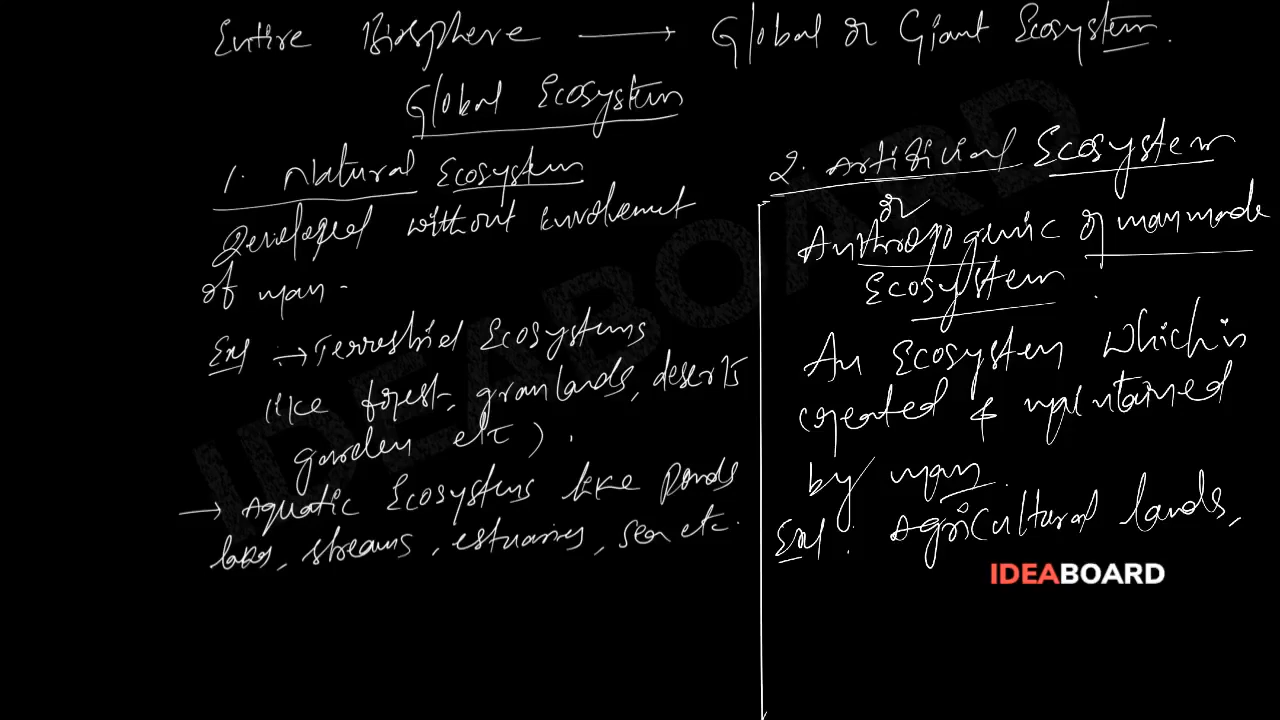 Entire Biosphere → Global or Giant Ecosystem.
Global Ecosystem
1. Natural Ecosystem
Developed without involvement
of man.
Ex: → Terrestrial Ecosystems
(like forest, grasslands, deserts
garden etc).
→ Aquatic Ecosystems like ponds
lakes, streams, estuaries, sea etc.
2. Artificial Ecosystem
or
Anthropogenic or manmade
Ecosystem
An Ecosystem which is
created & maintained
by man.
Ex: Agricultural lands,
IDEABOARD
IDEABOARD